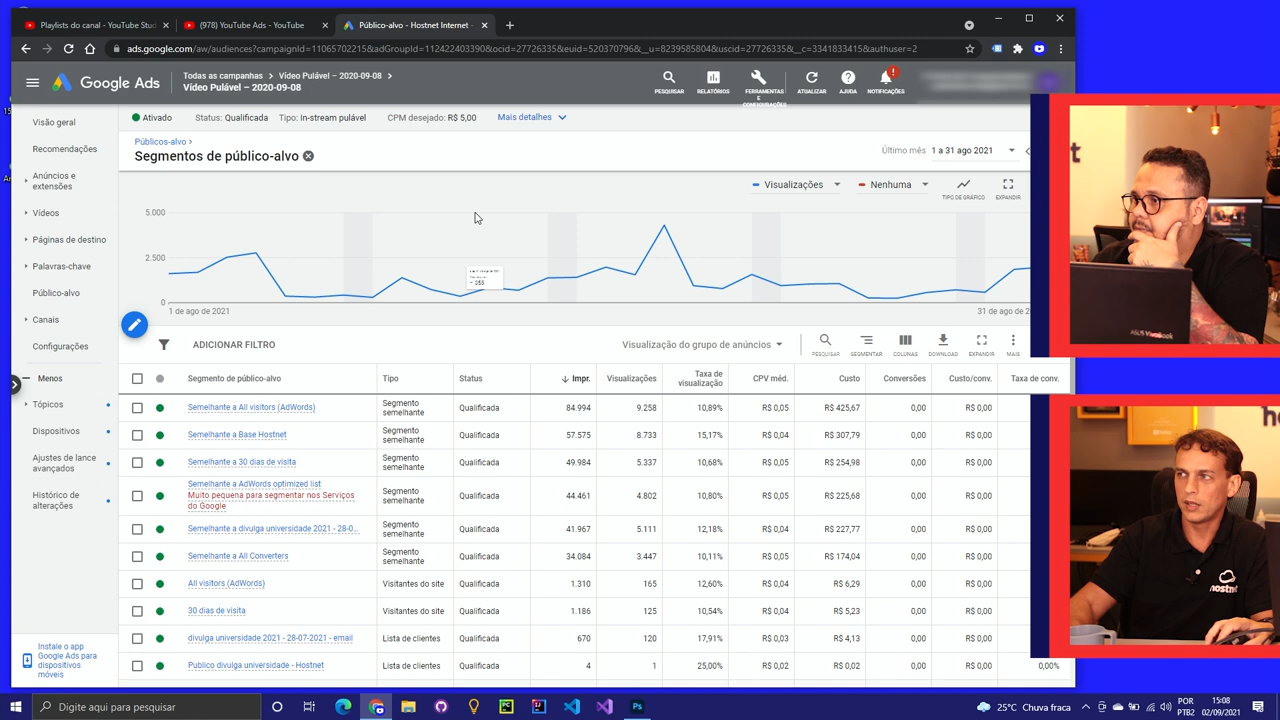 Playlists do canal - YouTube Stud
(978) YouTube Ads - YouTube
Público-alvo - Hostnet Internet -
ads.google.com/aw/audiences?campaignId=11065702215&adGroupId=112422403390&ocid=27726335&euid=520370796&__u=8239585804&uscid=27726335&__c=3341833415&authuser=2
Google Ads
Todas as campanhas > Vídeo Pulável – 2020-09-08 >
Vídeo Pulável – 2020-09-08
PESQUISAR
RELATÓRIOS
FERRAMENTAS
E
CONFIGURAÇÕES
ATUALIZAR
AJUDA
NOTIFICAÇÕES
Ativado
Status: Qualificada
Tipo: In-stream pulável
CPM desejado: R$ 5,00
Mais detalhes
Públicos-alvo >
Segmentos de público-alvo
Último mês
1 a 31 ago 2021
Visualizações
Nenhuma
TIPO DE GRÁFICO
EXPANDIR
5.000
2.500
0
1 de ago de 2021
31 de ago de 2
Visão geral
Recomendações
Anúncios e
extensões
Vídeos
Páginas de destino
Palavras-chave
Público-alvo
Canais
Configurações
Menos
Tópicos
Dispositivos
Ajustes de lance
avançados
Histórico de
alterações
Instale o app
Google Ads para
dispositivos
móveis
ADICIONAR FILTRO
Visualização do grupo de anúncios
PESQUISAR
SEGMENTAR
COLUNAS
DOWNLOAD
EXPANDIR
MAIS
Segmento de público-alvo Tipo Status Impr. Visualizações Taxa de visualização CPV méd. Custo Conversões Custo/conv. Taxa de conv.
Semelhante a All visitors (AdWords) Segmento semelhante Qualificada 84.994 9.258 10,89% R$ 0,05 R$ 425,67 0,00 R$ 0,00
Semelhante a Base Hostnet Segmento semelhante Qualificada 57.575 8.733 15,17% R$ 0,04 R$ 307,79 0,00 R$ 0,00
Semelhante a 30 dias de visita Segmento semelhante Qualificada 49.984 5.337 10,68% R$ 0,05 R$ 254,98 0,00 R$ 0,00
Semelhante a AdWords optimized list
Muito pequena para segmentar nos Serviços
do Google Segmento semelhante Qualificada 44.461 4.802 10,80% R$ 0,05 R$ 225,68 0,00 R$ 0,00
Semelhante a divulga universidade 2021 - 28-0... Segmento semelhante Qualificada 41.967 5.111 12,18% R$ 0,04 R$ 227,77 0,00 R$ 0,00
Semelhante a All Converters Segmento semelhante Qualificada 34.084 3.447 10,11% R$ 0,05 R$ 174,04 0,00 R$ 0,00
All visitors (AdWords) Visitantes do site Qualificada 1.310 165 12,60% R$ 0,04 R$ 6,29 0,00 R$ 0,00
30 dias de visita Visitantes do site Qualificada 1.186 125 10,54% R$ 0,04 R$ 5,23 0,00 R$ 0,00
divulga universidade 2021 - 28-07-2021 - email Lista de clientes Qualificada 670 120 17,91% R$ 0,03 R$ 4,13 0,00 R$ 0,00
Publico divulga universidade - Hostnet Lista de clientes Qualificada 4 1 25,00% R$ 0,02 R$ 0,02 0,00 R$ 0,00 0,00%
ASUS VivoBook
hostnet
Digite aqui para pesquisar
25°C Chuva fraca
POR
PTB2
15:08
02/09/2021